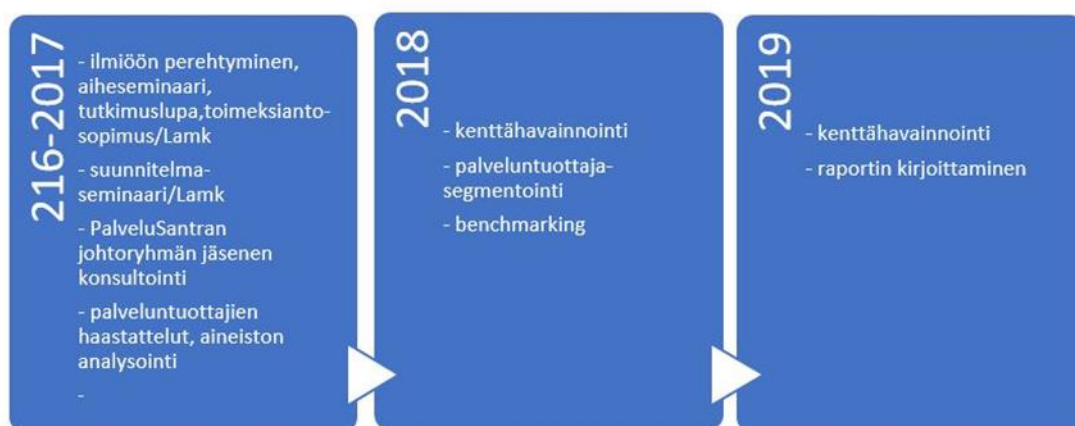 216-2017
- ilmiöön perehtyminen,
aiheseminaari,
tutkimuslupa,toimeksianto-
sopimus/Lamk
- suunnitelma-
seminaari/Lamk
- PalveluSantran
johtoryhmän jäsenen
konsultointi
- palveluntuottajien
haastattelut, aineiston
analysointi
-
2018
- kenttähavainnointi
- palveluntuottaja-
segmentointi
- benchmarking
2019
- kenttähavainnointi
- raportin kirjoittaminen